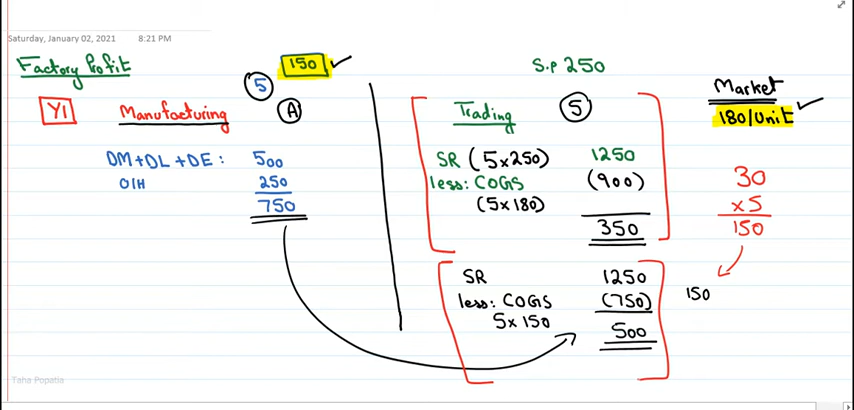 Saturday, January 02, 2021 8:21 PM
Factory Profit
150
S.P 250
5
Y1
Manufacturing
A
DM+DL+DE: 500
O/H 250
750
Trading
5
SR (5x250) 1250
less: COGS (900)
(5x180)
350
SR 1250
less: COGS (750)
5x150
500
Market
180/Unit
30
x5
150
150
Taha Popatia